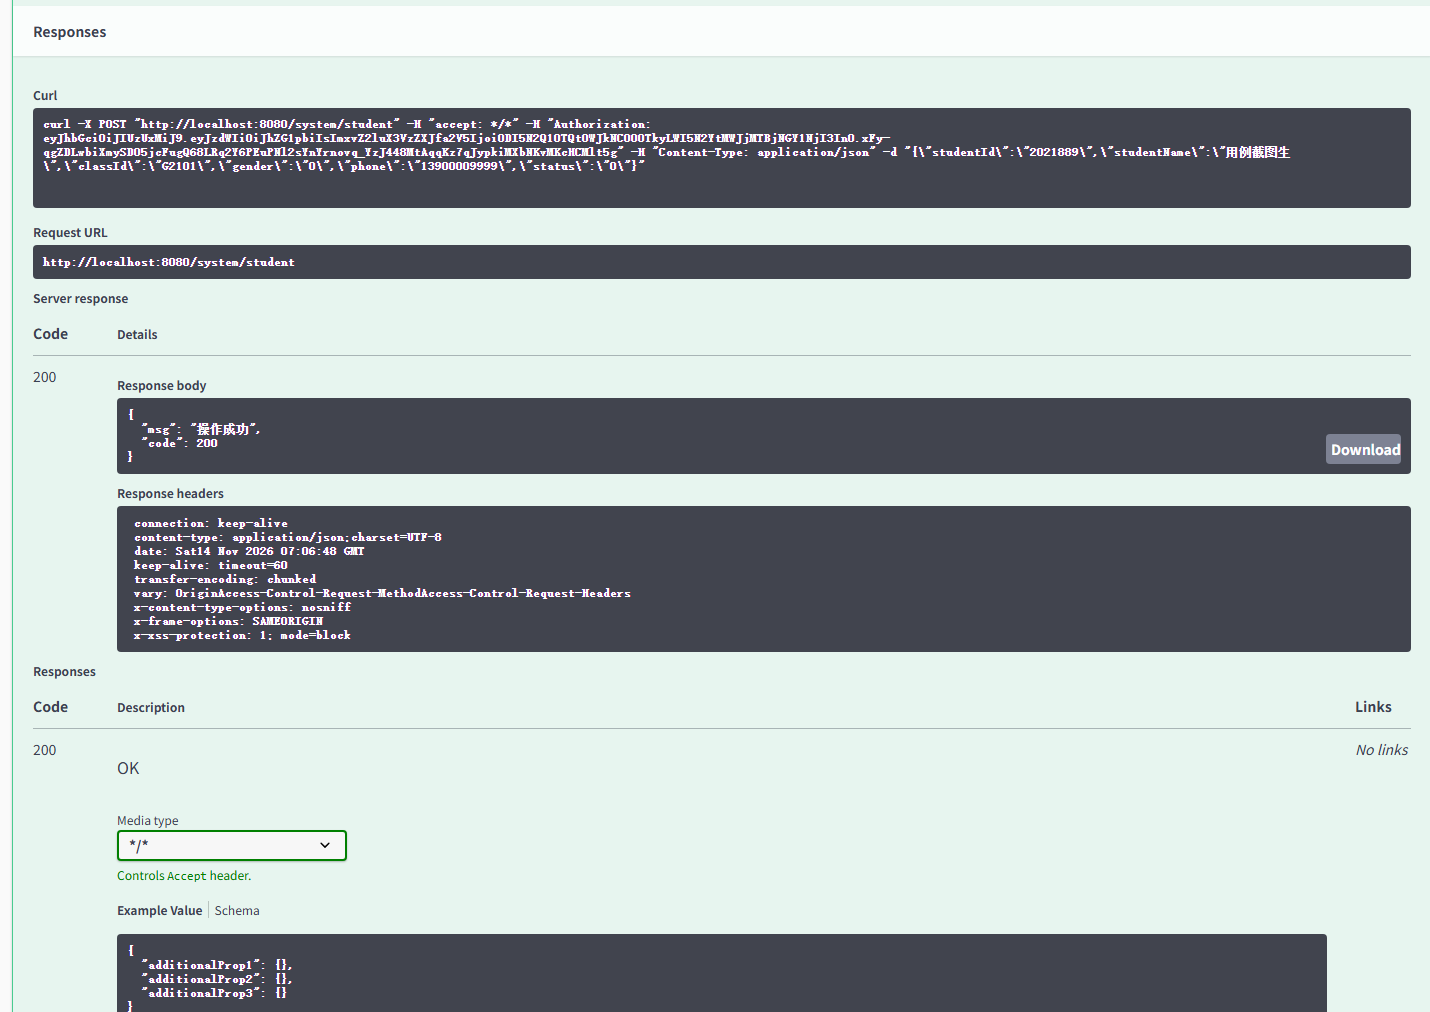 Responses
Curl
curl -X POST "http://localhost:8080/system/student" -H "accept: */*" -H "Authorization:
-H "Content-Type: application/json" -d "{\"studentId\":\"2021889\",\"studentName\":\"用例截图生
\",\"classId\":\"G2101\",\"gender\":\"0\",\"phone\":\"13900009999\",\"status\":\"0\"}"
Request URL
http://localhost:8080/system/student
Server response
Code Details
200
Response body
{
"msg": "操作成功",
"code": 200
}
Download
Response headers
connection: keep-alive
content-type: application/json;charset=UTF-8
date: Sat14 Nov 2026 07:06:48 GMT
keep-alive: timeout=60
transfer-encoding: chunked
vary: OriginAccess-Control-Request-MethodAccess-Control-Request-Headers
x-content-type-options: nosniff
x-frame-options: SAMEORIGIN
x-xss-protection: 1; mode=block
Responses
Code Description Links
200 No links
OK
Media type
*/*
Controls Accept header.
Example Value Schema
{
"additionalProp1": {},
"additionalProp2": {},
"additionalProp3": {}
}